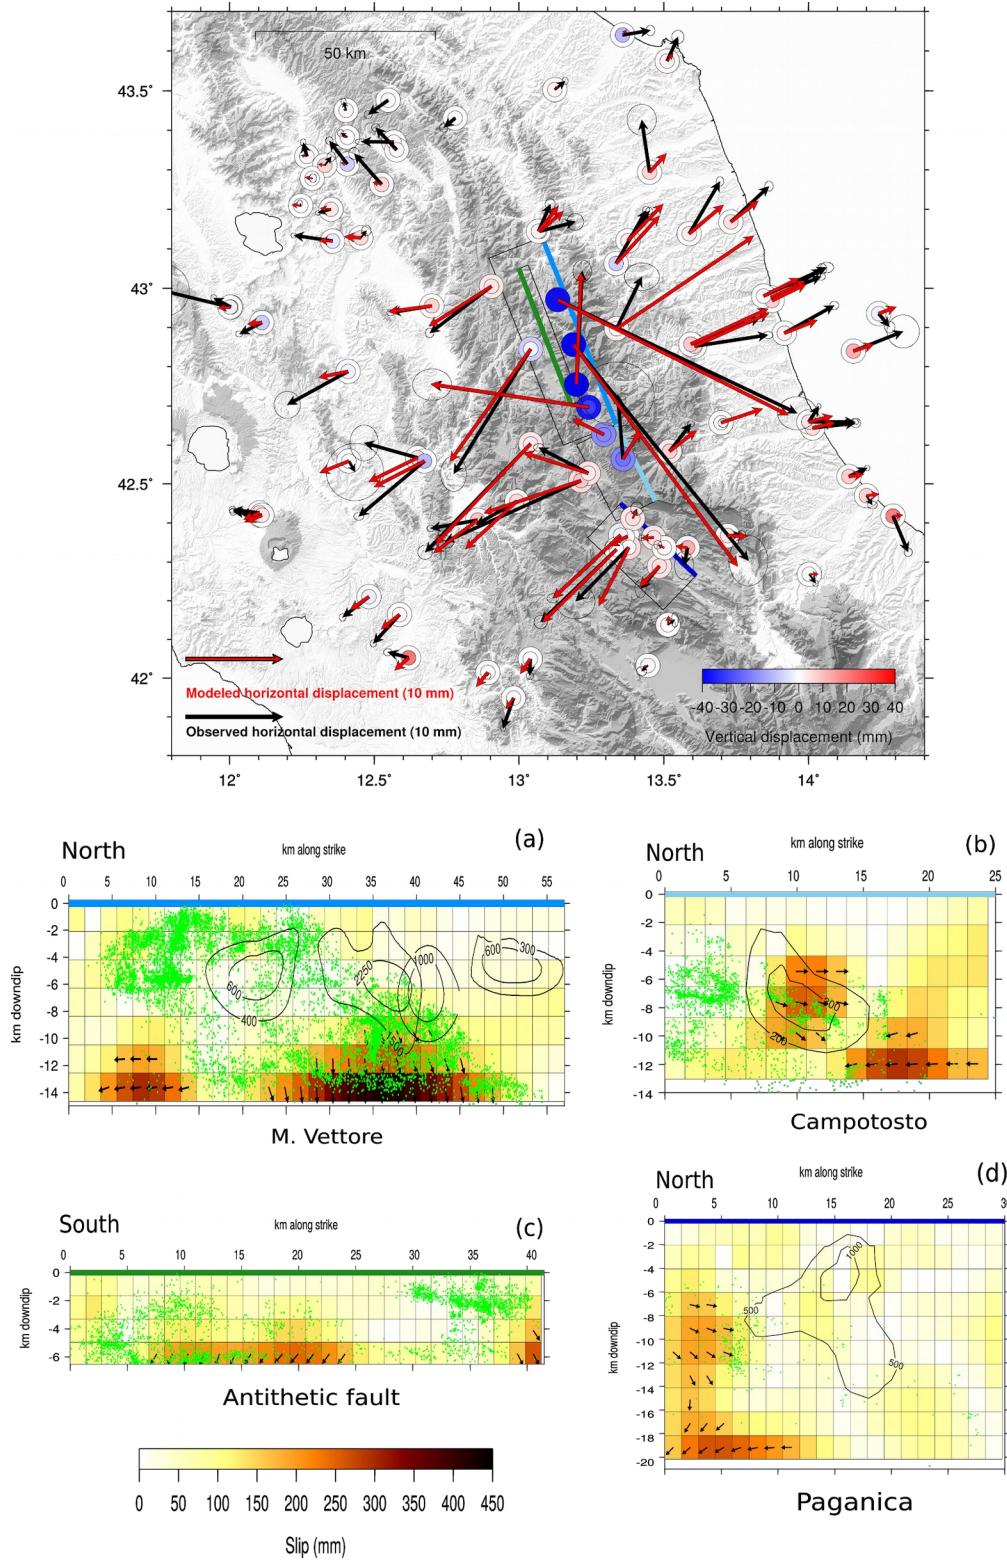 50 km
43.5°
43°
42.5°
42°
Modeled horizontal displacement (10 mm)
Observed horizontal displacement (10 mm)
-40 -30 -20 -10 0 10 20 30 40
Vertical displacement (mm)
12° 12.5° 13° 13.5° 14°
North km along strike (a)
0 5 10 15 20 25 30 35 40 45 50 55
km downdip
0
-2
-4
-6
-8
-10
-12
-14
600
400
2250
1000
600 300
M. Vettore
km along strike (b)
North
0 5 10 15 20 25
km downdip
0
-2
-4
-6
-8
-10
-12
-14
200
Campotosto
South km along strike (c)
0 5 10 15 20 25 30 35 40
km downdip
0
-2
-4
-6
Antithetic fault
North km along strike (d)
0 5 10 15 20 25 30
km downdip
0
-2
-4
-6
-8
-10
-12
-14
-16
-18
-20
1000
500
500
Paganica
0 50 100 150 200 250 300 350 400 450
Slip (mm)